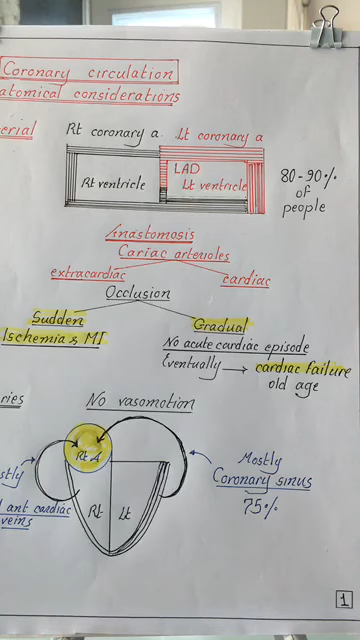 Coronary circulation
atomical considerations
erial
Rt coronary a
Lt coronary a
LAD
Rt ventricle
Lt ventricle
80-90%
of
people
Anastomosis
Cariac arterioles
extracardiac
cardiac
Occlusion
Sudden
Gradual
Ischemia & MI
No acute cardiac episode
Eventually → cardiac failure
old age
ries
No vasomotion
Rt A
stly
Mostly
Coronary sinus
75%
Rt
Lt
ant cardiac
veins
1